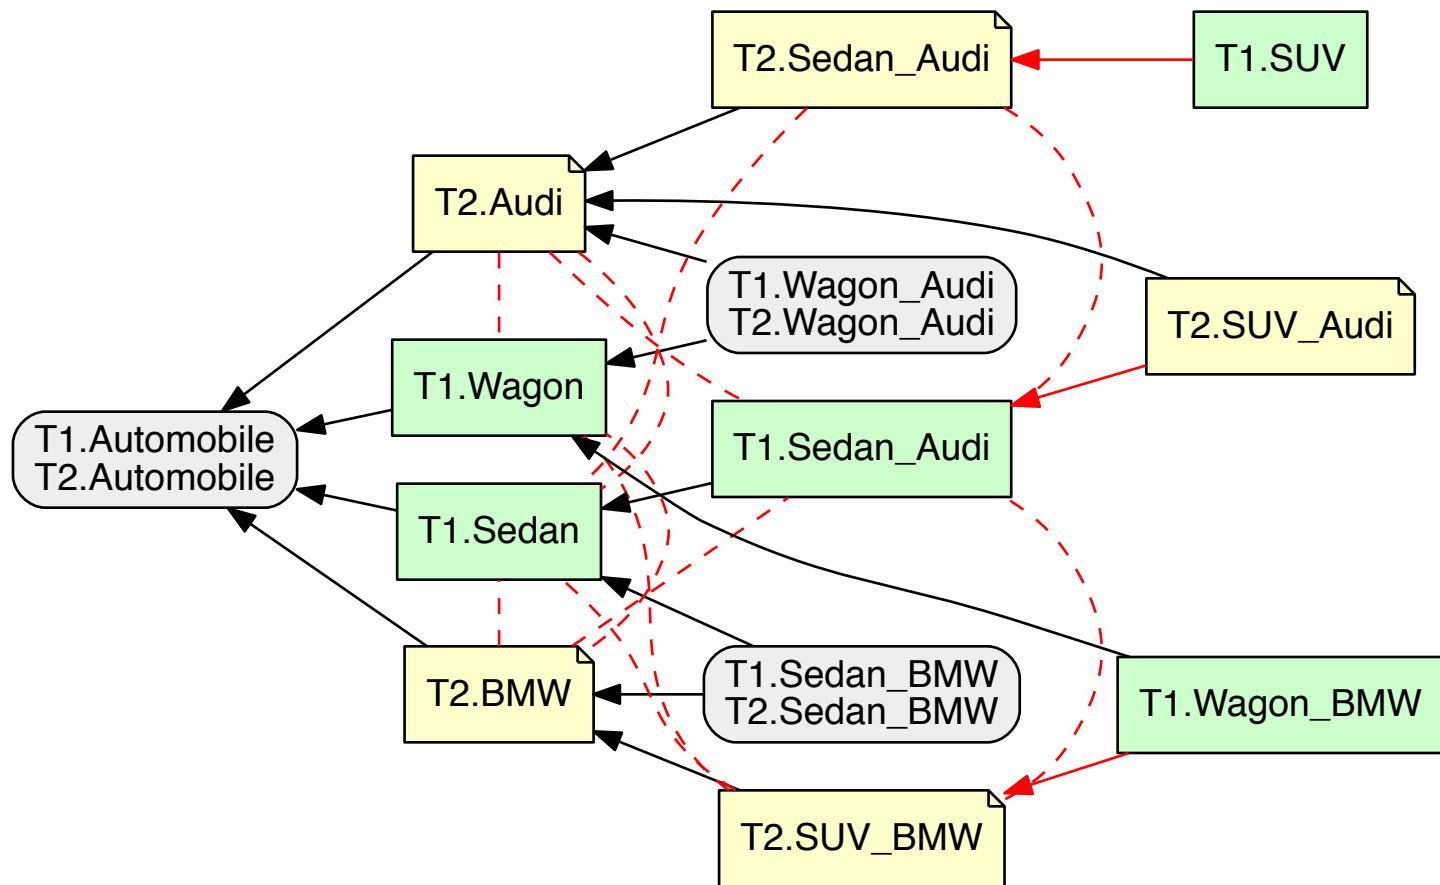 T2.Sedan_Audi
T1.SUV
T2.Audi
T1.Wagon_Audi
T2.Wagon_Audi
T2.SUV_Audi
T1.Wagon
T1.Automobile
T2.Automobile
T1.Sedan_Audi
T1.Sedan
T2.BMW
T1.Sedan_BMW
T2.Sedan_BMW
T1.Wagon_BMW
T2.SUV_BMW